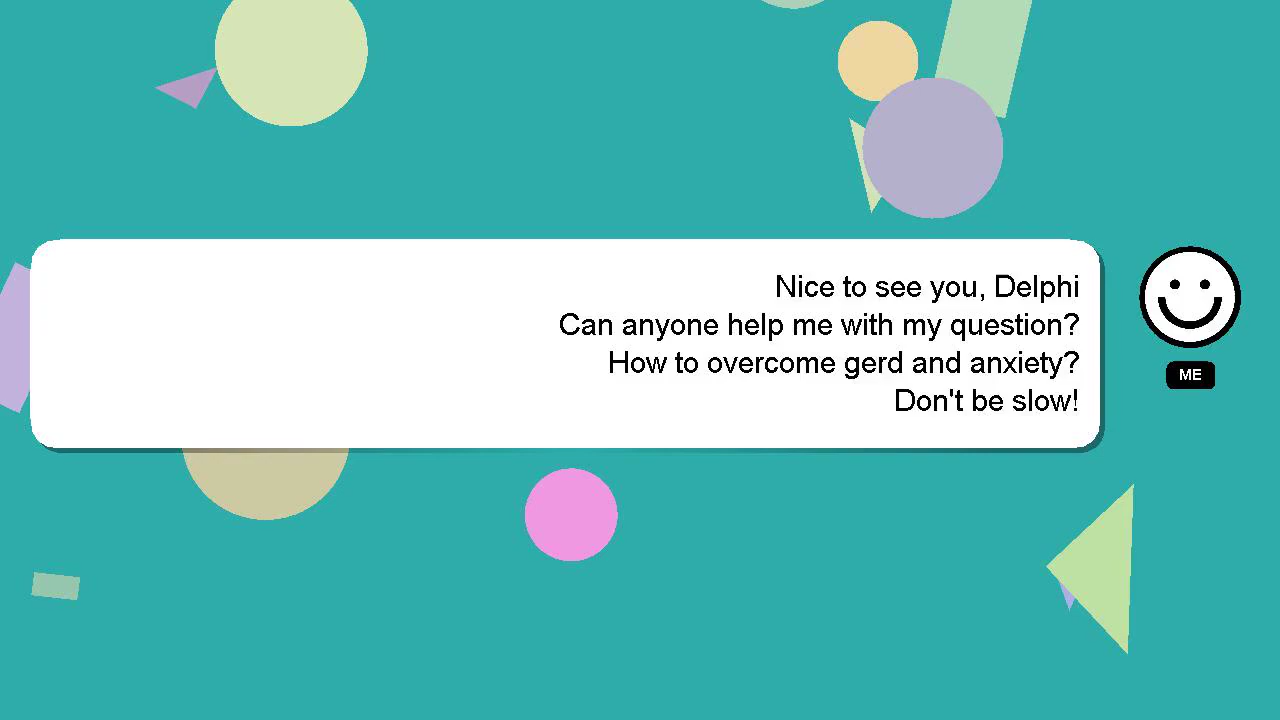 Nice to see you, Delphi
Can anyone help me with my question?
How to overcome gerd and anxiety?
Don't be slow!
ME